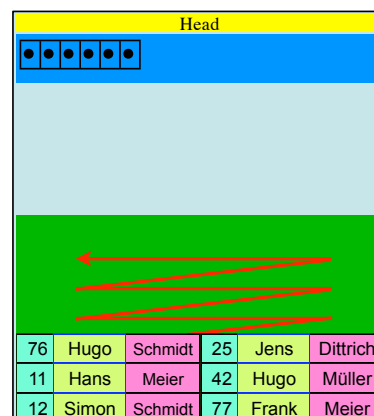 Head
76 Hugo Schmidt 25 Jens Dittrich
11 Hans Meier 42 Hugo Müller
12 Simon Schmidt 77 Frank Meier